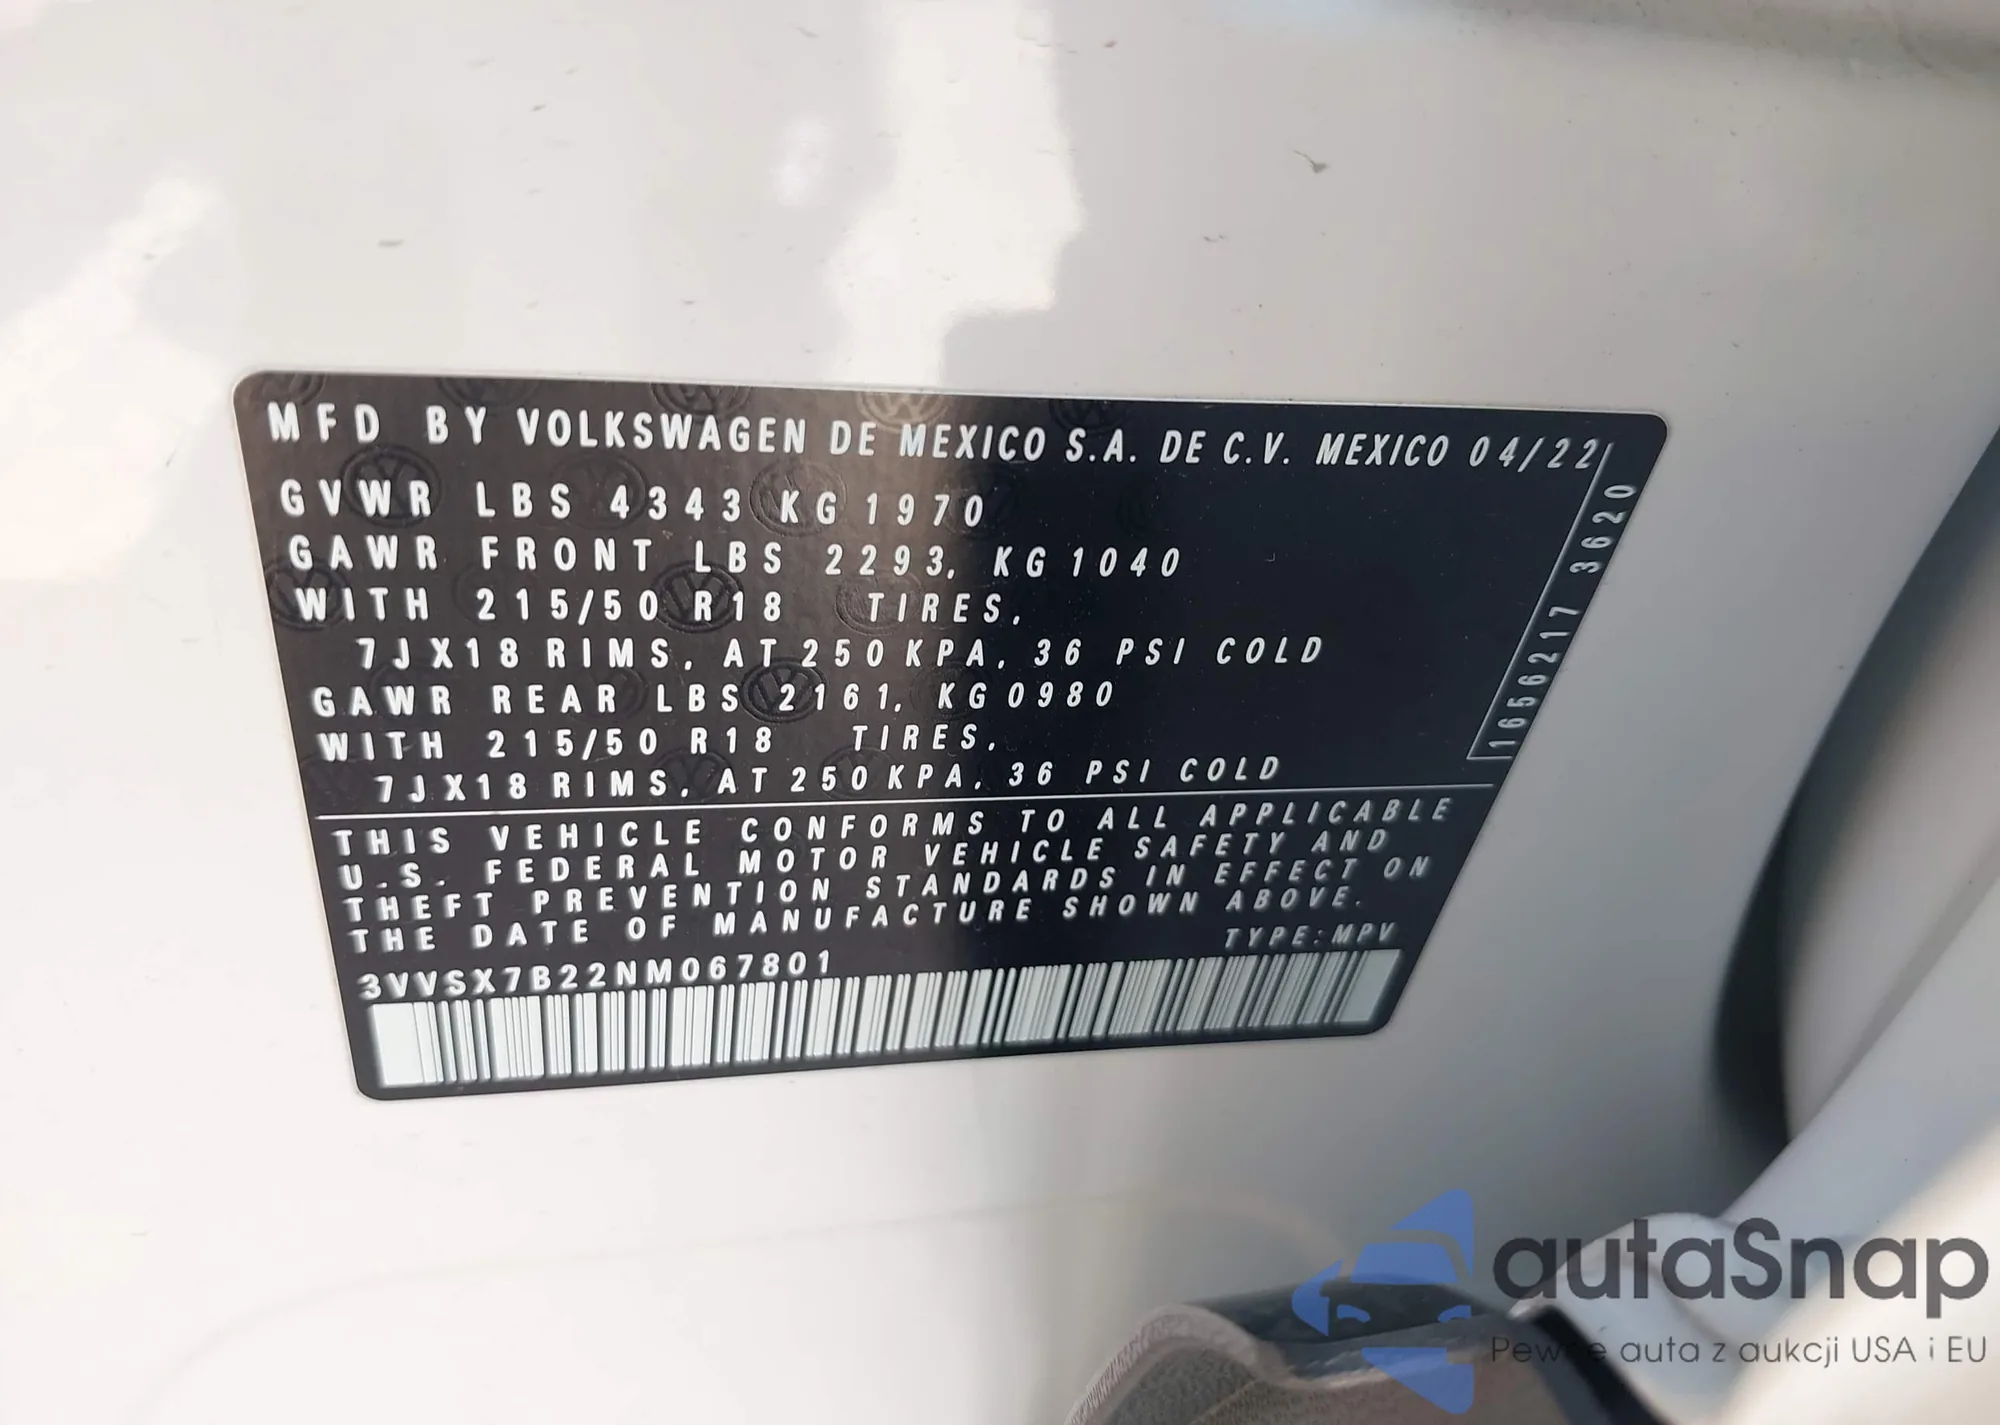 MFD BY VOLKSWAGEN DE MEXICO S.A. DE C.V. MEXICO 04/22
GVWR LBS 4343 KG 1970
GAWR FRONT LBS 2293, KG 1040
WITH 215/50 R18 TIRES,
7JX18 RIMS, AT 250 KPA, 36 PSI COLD
GAWR REAR LBS 2161, KG 0980
WITH 215/50 R18 TIRES,
7JX18 RIMS, AT 250 KPA, 36 PSI COLD
1656217 3620
THIS VEHICLE CONFORMS TO ALL APPLICABLE
U.S. FEDERAL MOTOR VEHICLE SAFETY AND
THEFT PREVENTION STANDARDS IN EFFECT ON
THE DATE OF MANUFACTURE SHOWN ABOVE.
TYPE: MPV
3VVSX7B22NM067801
autaSnap
Pewne auta z aukcji USA i EU